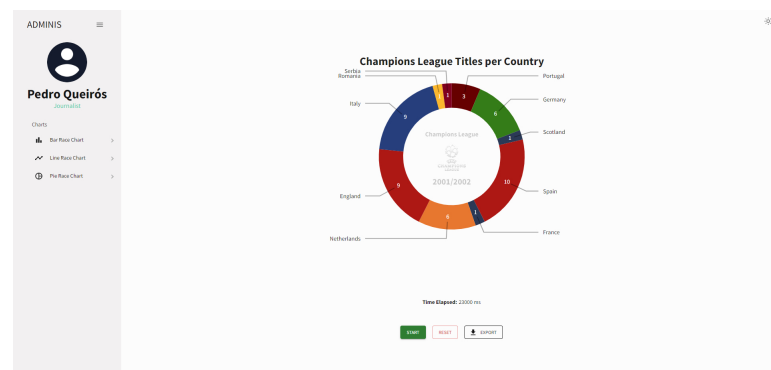 ADMINIS
Pedro Queirós
Journalist
Charts
Bar Race Chart
Line Race Chart
Pie Race Chart
Champions League Titles per Country
Serbia
Romania
Portugal
Germany
Italy
Scotland
Spain
England
France
Netherlands
1
1
3
6
1
10
1
6
9
9
Champions League
2001/2002
Time Elapsed: 23000 ms
START
RESET
EXPORT